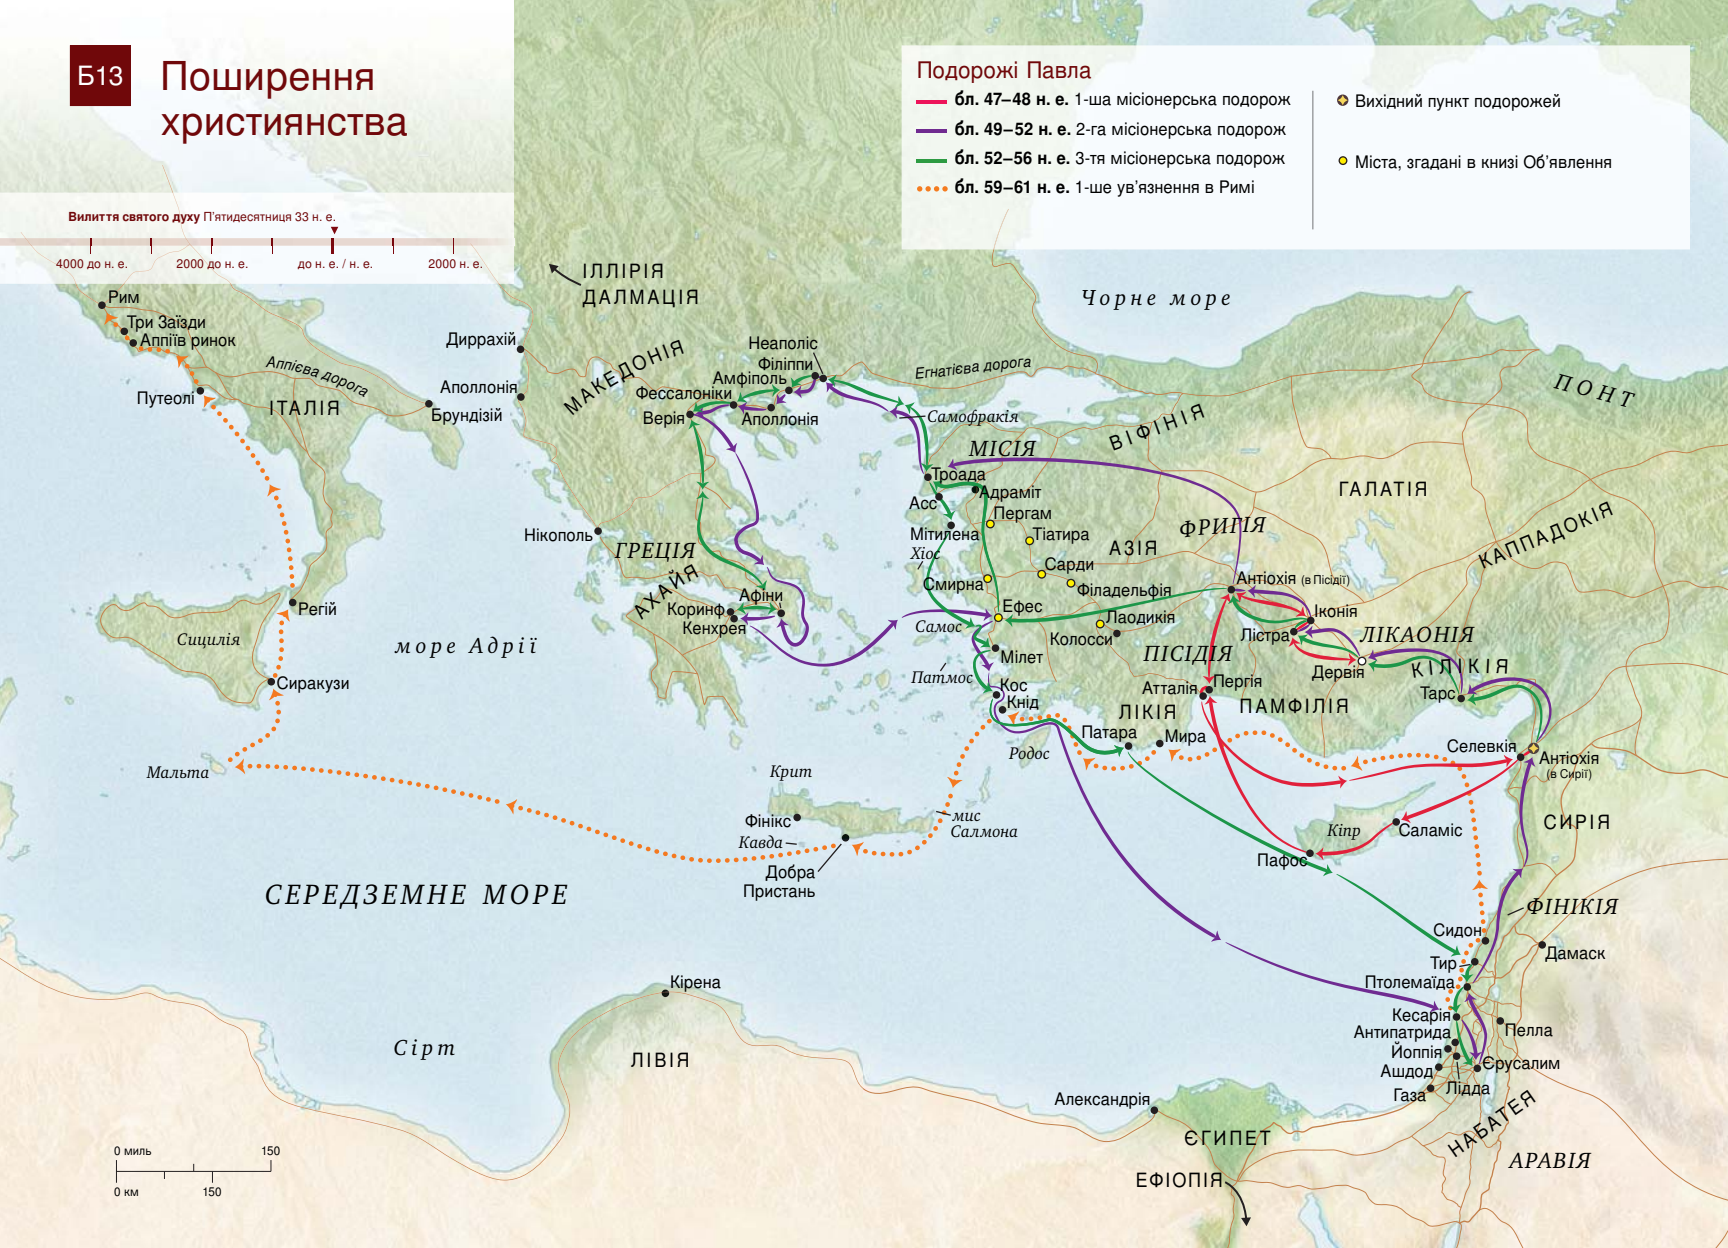 Б13
Поширення
християнства
Вилиття святого духу П'ятидесятниця 33 н. е.
4000 до н. е.
2000 до н. е.
до н. е. / н. е.
2000 н. е.
Подорожі Павла
бл. 47–48 н. е. 1-ша місіонерська подорож
бл. 49–52 н. е. 2-га місіонерська подорож
бл. 52–56 н. е. 3-тя місіонерська подорож
бл. 59–61 н. е. 1-ше ув'язнення в Римі
Вихідний пункт подорожей
Міста, згадані в книзі Об'явлення
ІЛЛІРІЯ
ДАЛМАЦІЯ
Чорне море
Рим
Три Заїзди
Аппіїв ринок
Аппієва дорога
Путеолі
ІТАЛІЯ
Брундізій
Диррахій
Аполлонія
МАКЕДОНІЯ
Неаполіс
Філіппи
Амфіполь
Фессалоніки
Верія
Аполлонія
Егнатієва дорога
Самофракія
ПОНТ
ВІФІНІЯ
МІСІЯ
Троада
Асс
Адраміт
Пергам
Мітилена
Хіос
Тіатира
АЗІЯ
ФРИГІЯ
ГАЛАТІЯ
КАППАДОКІЯ
Нікополь
ГРЕЦІЯ
АХАЙЯ
Афіни
Коринф
Кенхрея
Смирна
Сарди
Філадельфія
Антіохія (в Пісідії)
Ефес
Лаодикія
Колосси
Самос
Іконія
Лістра
ЛІКАОНІЯ
Дервія
КІЛІКІЯ
Тарс
ПІСІДІЯ
Мілет
Патмос
Кос
Кнід
Атталія
Пергія
ЛІКІЯ
ПАМФІЛІЯ
Патара
Мира
Родос
Регій
Сицилія
море Адрії
Сиракузи
Мальта
Крит
Фінікс
Кавда
мис
Салмона
Добра
Пристань
Селевкія
Антіохія
(в Сирії)
СИРІЯ
Кіпр
Саламіс
Пафос
СЕРЕДЗЕМНЕ МОРЕ
ФІНІКІЯ
Сидон
Дамаск
Тир
Птолемаїда
Кесарія
Антипатрида
Пелла
Йоппія
Ашдод
Єрусалим
Лідда
Газа
Кірена
Сірт
ЛІВІЯ
Александрія
ЄГИПЕТ
ЕФІОПІЯ
НАБАТЕЯ
АРАВІЯ
0 миль
150
0 км
150